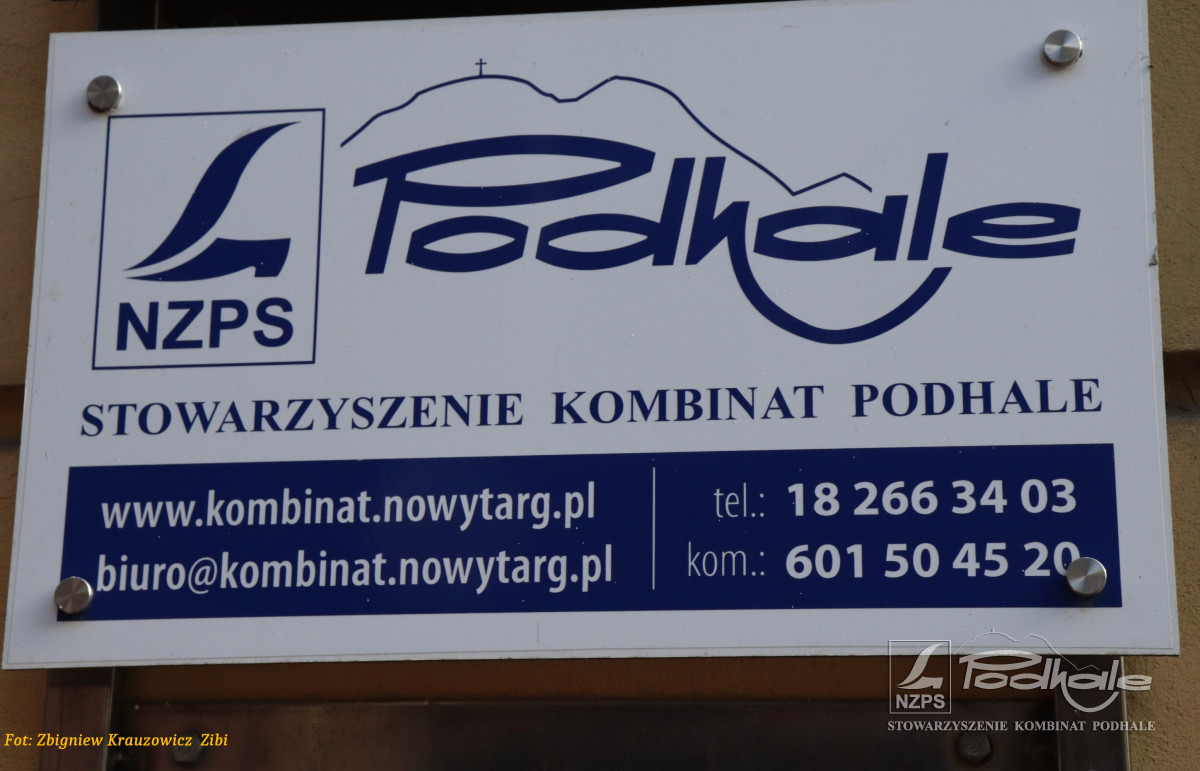 Podhale
NZPS
STOWARZYSZENIE KOMBINAT PODHALE
www.kombinat.nowytarg.pl
biuro@kombinat.nowytarg.pl
tel.: 18 266 34 03
kom.: 601 50 45 20
NZPS Podhale
STOWARZYSZENIE KOMBINAT PODHALE
Fot: Zbigniew Krauzowicz Zibi